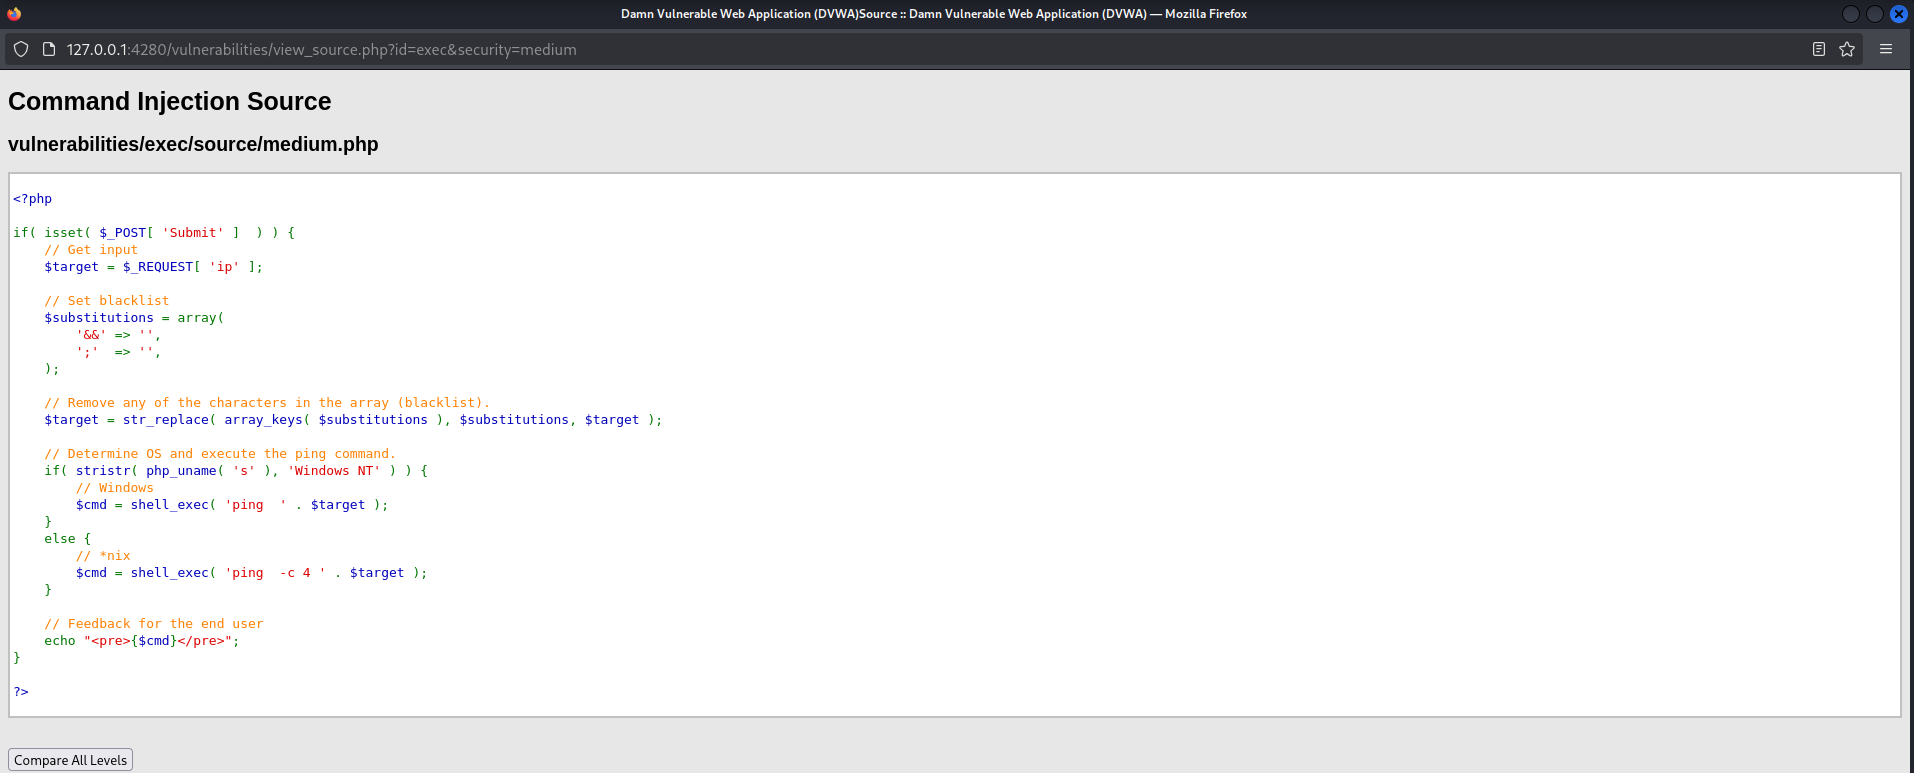 Damn Vulnerable Web Application (DVWA)Source :: Damn Vulnerable Web Application (DVWA) — Mozilla Firefox
127.0.0.1:4280/vulnerabilities/view_source.php?id=exec&security=medium
Command Injection Source
vulnerabilities/exec/source/medium.php
<?php
if( isset( $_POST[ 'Submit' ]  ) ) {
    // Get input
    $target = $_REQUEST[ 'ip' ];
    // Set blacklist
    $substitutions = array(
        '&&' => '',
        ';'  => '',
    );
    // Remove any of the characters in the array (blacklist).
    $target = str_replace( array_keys( $substitutions ), $substitutions, $target );
    // Determine OS and execute the ping command.
    if( stristr( php_uname( 's' ), 'Windows NT' ) ) {
        // Windows
        $cmd = shell_exec( 'ping  ' . $target );
    }
    else {
        // *nix
        $cmd = shell_exec( 'ping  -c 4 ' . $target );
    }
    // Feedback for the end user
    echo "<pre>{$cmd}</pre>";
}
?>
Compare All Levels